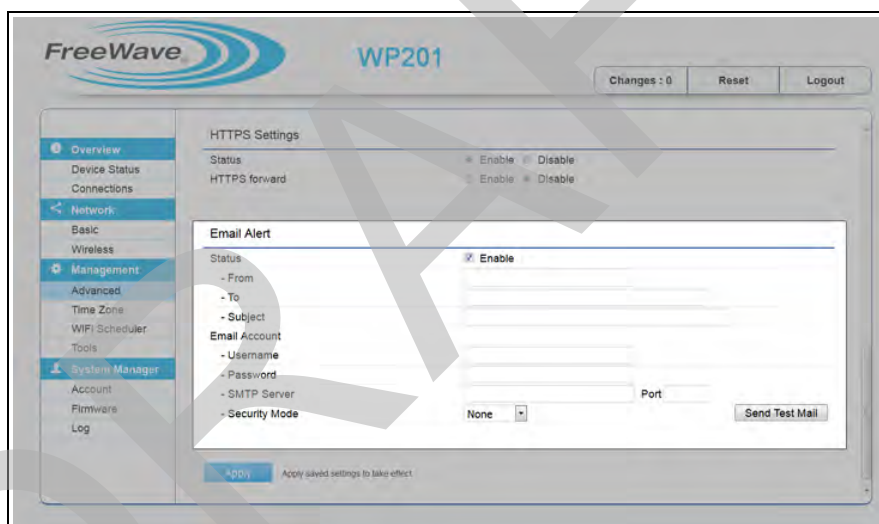 FreeWave
WP201
Changes : 0 Reset Logout
Overview
Device Status
Connections
Network
Basic
Wireless
Management
Advanced
Time Zone
WIFI Scheduler
Tools
System Manager
Account
Firmware
Log
HTTPS Settings
Status Enable Disable
HTTPS forward Enable Disable
Email Alert
Status Enable
- From
- To
- Subject
Email Account
- Username
- Password
- SMTP Server Port
- Security Mode None Send Test Mail
Apply Apply saved settings to take effect
DRAF